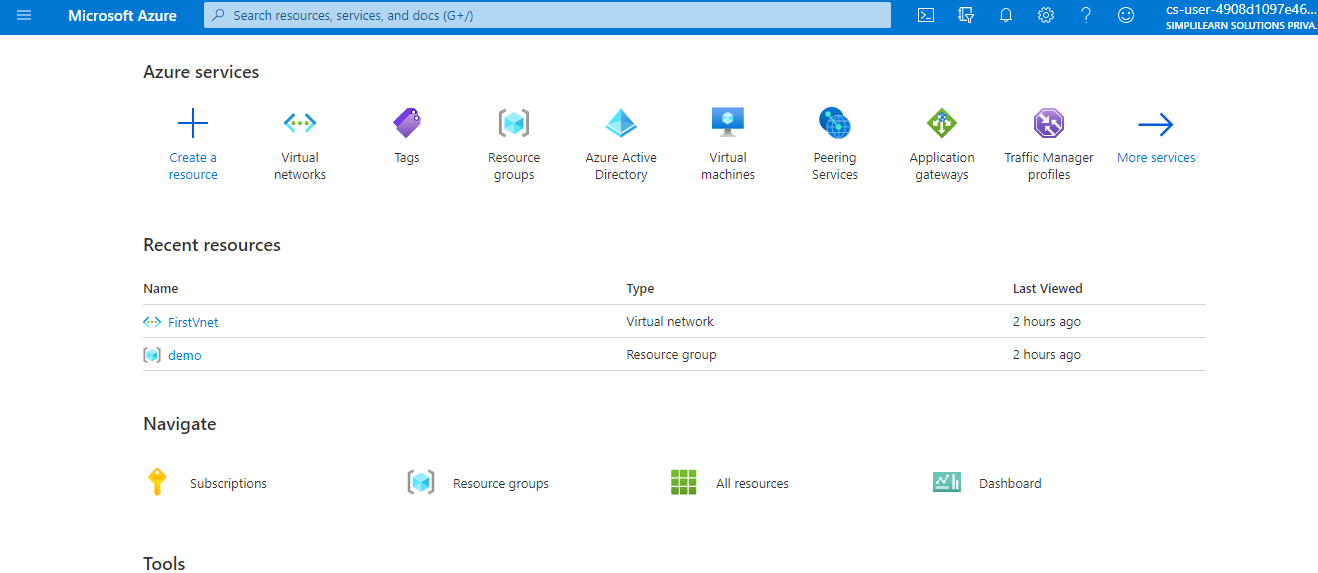 Microsoft Azure
Search resources, services, and docs (G+/)
cs-user-4908d1097e46...
SIMPLILEARN SOLUTIONS PRIVA
Azure services
Create a
resource
Virtual
networks
Tags
Resource
groups
Azure Active
Directory
Virtual
machines
Peering
Services
Application
gateways
Traffic Manager
profiles
More services
Recent resources
Name Type Last Viewed
FirstVnet Virtual network 2 hours ago
demo Resource group 2 hours ago
Navigate
Subscriptions Resource groups All resources Dashboard
Tools